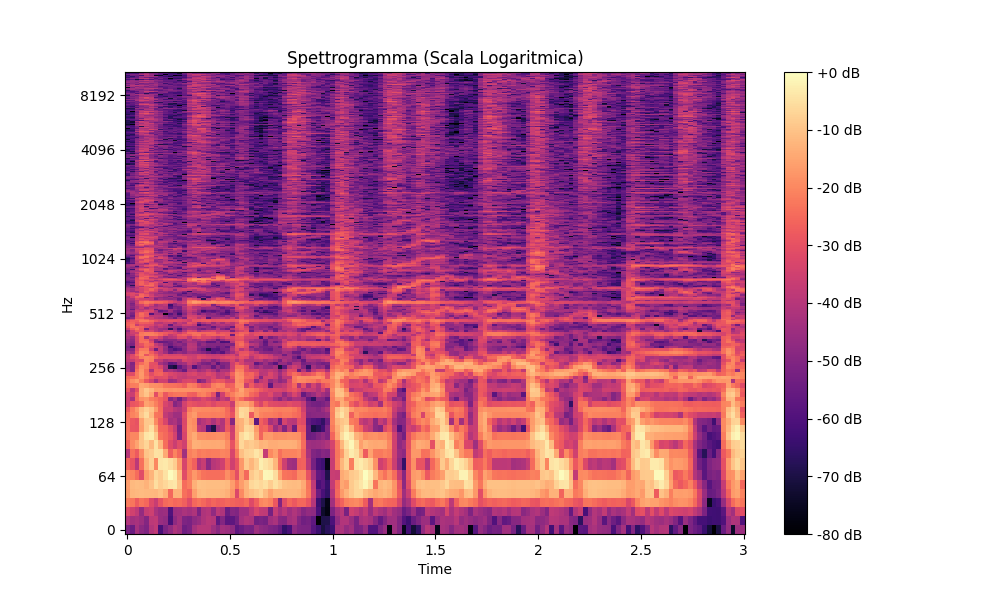 Spettrogramma (Scala Logaritmica)
Hz
8192
4096
2048
1024
512
256
128
64
0
0
0.5
1
1.5
2
2.5
3
Time
+0 dB
-10 dB
-20 dB
-30 dB
-40 dB
-50 dB
-60 dB
-70 dB
-80 dB